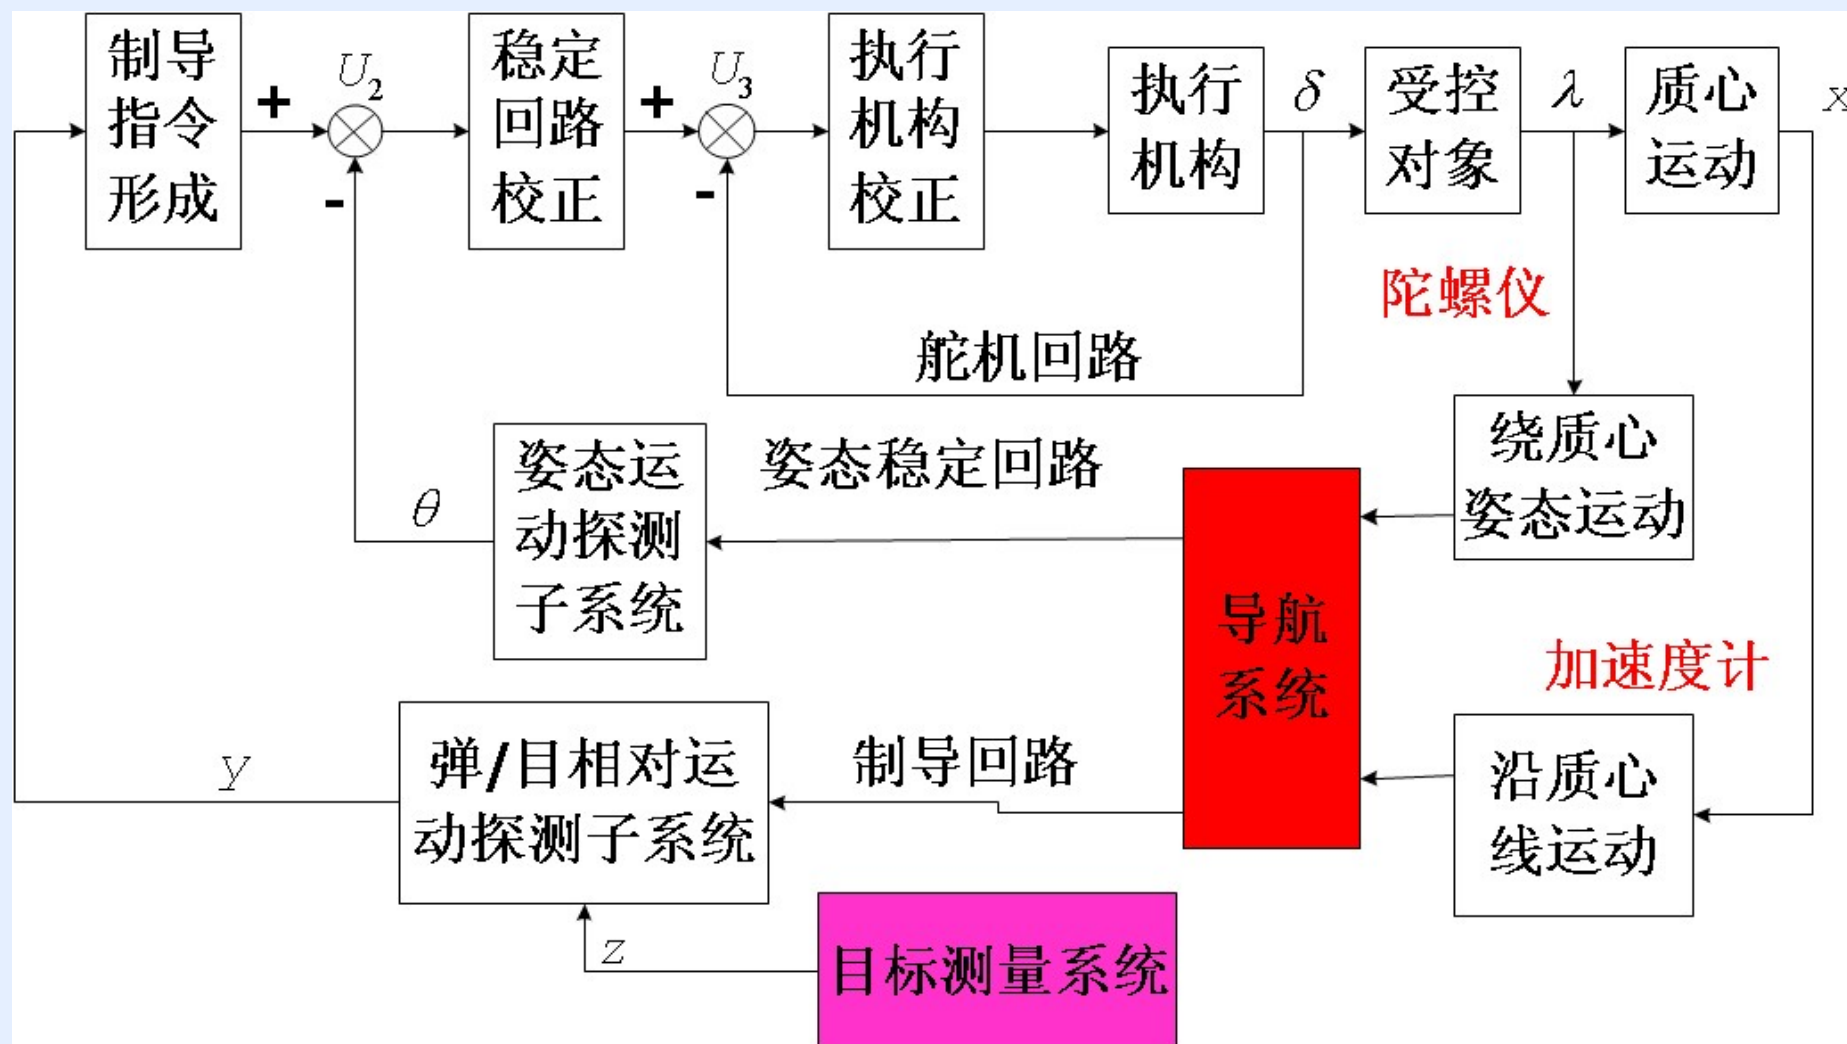 制导
指令
形成
+
U₂
-
稳定
回路
校正
+
U₃
-
执行
机构
校正
执行
机构
δ
受控
对象
λ
质心
运动
x
陀螺仪
舵机回路
绕质心
姿态运动
姿态稳定回路
姿态运
动探测
子系统
θ
导航
系统
加速度计
沿质心
线运动
制导回路
弹/目相对运
动探测子系统
y
z
目标测量系统